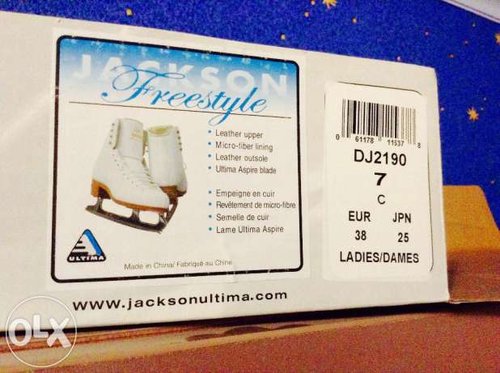 JACKSON
Freestyle
• Leather upper
• Micro-fiber lining
• Leather outsole
• Ultima Aspire blade
• Empeigne en cuir
• Revêtement de micro-fibre
• Semelle de cuir
• Lame Ultima Aspire
ULTIMA
Made in China/ Fabriqué au Chine
www.jacksonultima.com
0 61178 11537 8
DJ2190
7
C
EUR JPN
38 25
LADIES/DAMES
OLX